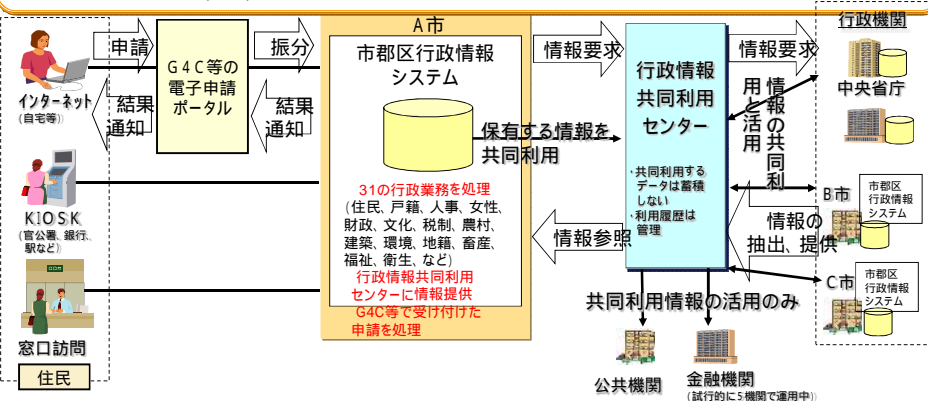 インターネット
(自宅等)
KIOSK
(官公署、銀行、
駅など)
窓口訪問
住民
申請
結果
通知
G4C等の
電子申請
ポータル
振分
結果
通知
A市
市郡区行政情報
システム
保有する情報を
共同利用
31の行政業務を処理
(住民、戸籍、人事、女性、
財政、文化、税制、農村、
建築、環境、地籍、畜産、
福祉、衛生、など)
行政情報共同利用
センターに情報提供
G4C等で受け付けた
申請を処理
情報要求
情報参照
行政情報
共同利用
センター
・共同利用する
データは蓄積
しない
・利用履歴は
管理
情報要求
情報の共同利
用と活用
情報の
抽出、提供
共同利用情報の活用のみ
公共機関
金融機関
(試行的に5機関で運用中)
行政機関
中央省庁
B市
市郡区
行政情報
システム
C市
市郡区
行政情報
システム